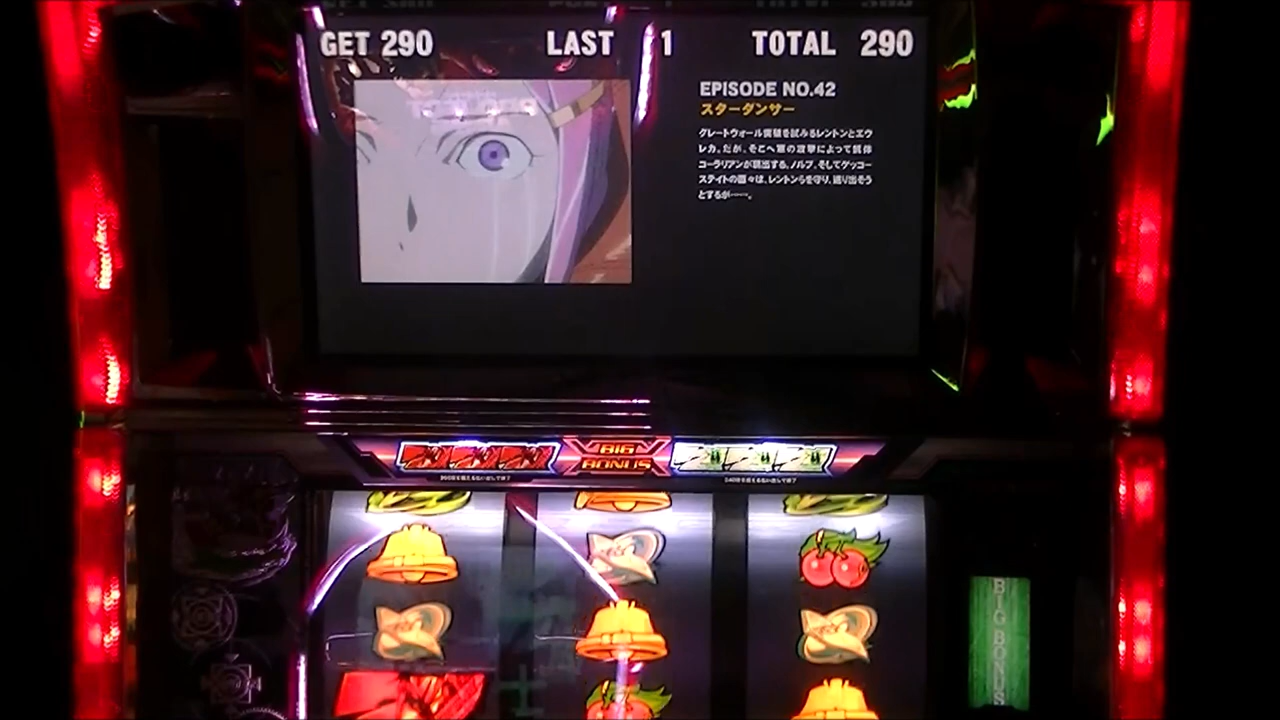 GET 290 LAST 1 TOTAL 290
EPISODE NO.42
スターダンサー
グレートウォール突破を試みるレントンとエウ
レカ。だが、そこへ軍の攻撃によって抗体
コーラリアンが現出する。ノルブ、そしてゲッコー
ステイトの面々は、レントンらを守り、送り出そう
とするが……。
BIG
BONUS
BIG BONUS